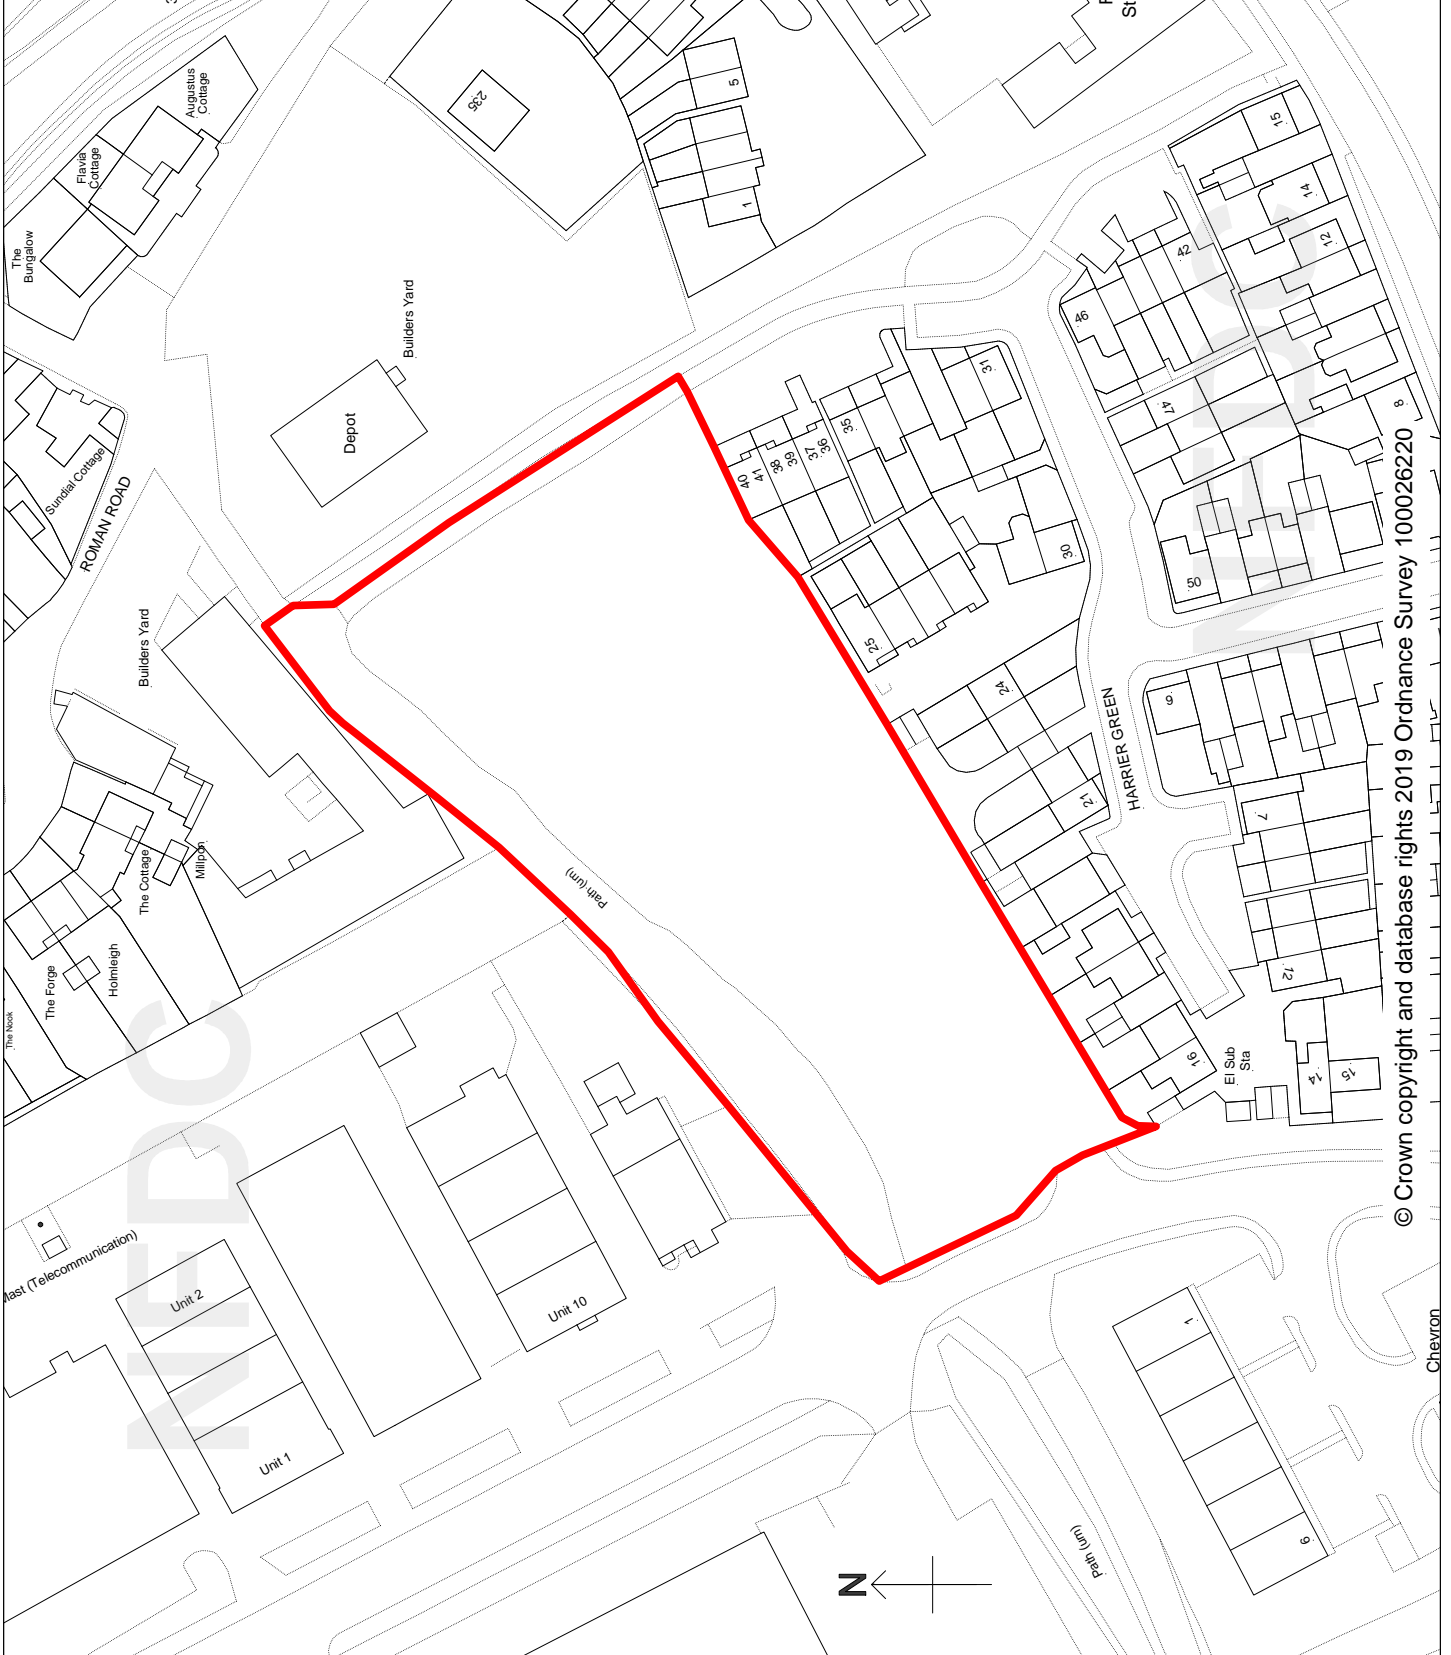 The
Bungalow
Flavia
Cottage
Augustus
Cottage
235
5
1
St
15
14
12
42
46
47
8
50
Builders Yard
Depot
Sundial Cottage
ROMAN ROAD
Builders Yard
The Cottage
Millpon
The Forge
Holmleigh
The Nook
40
41
38
39
37
36
35
31
30
25
24
21
HARRIER GREEN
6
7
12
16
El Sub
Sta
14
15
Path (um)
Mast (Telecommunication)
Unit 2
Unit 1
Unit 10
1
6
Path (um)
Chevron
N
NFDC
NFDC
© Crown copyright and database rights 2019 Ordnance Survey 100026220